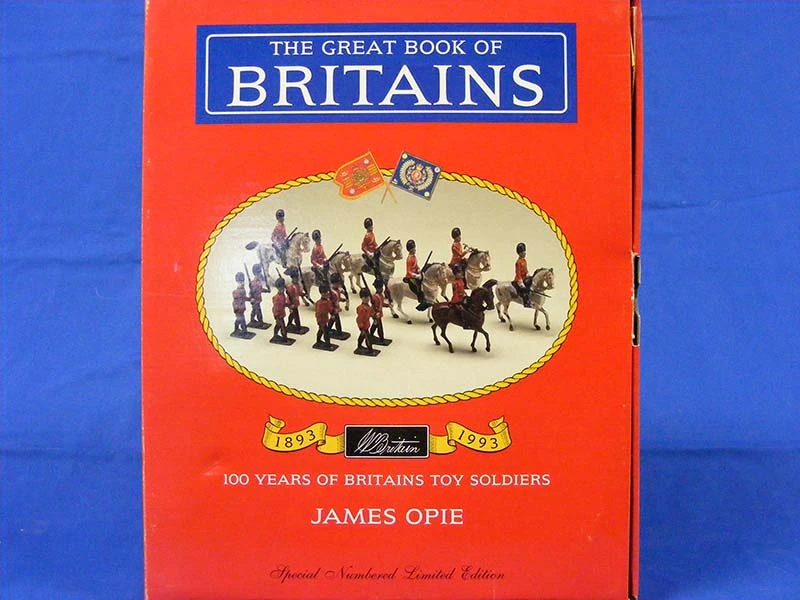 THE GREAT BOOK OF
BRITAINS
1893
WBritain
1993
100 YEARS OF BRITAINS TOY SOLDIERS
JAMES OPIE
Special Numbered Limited Edition